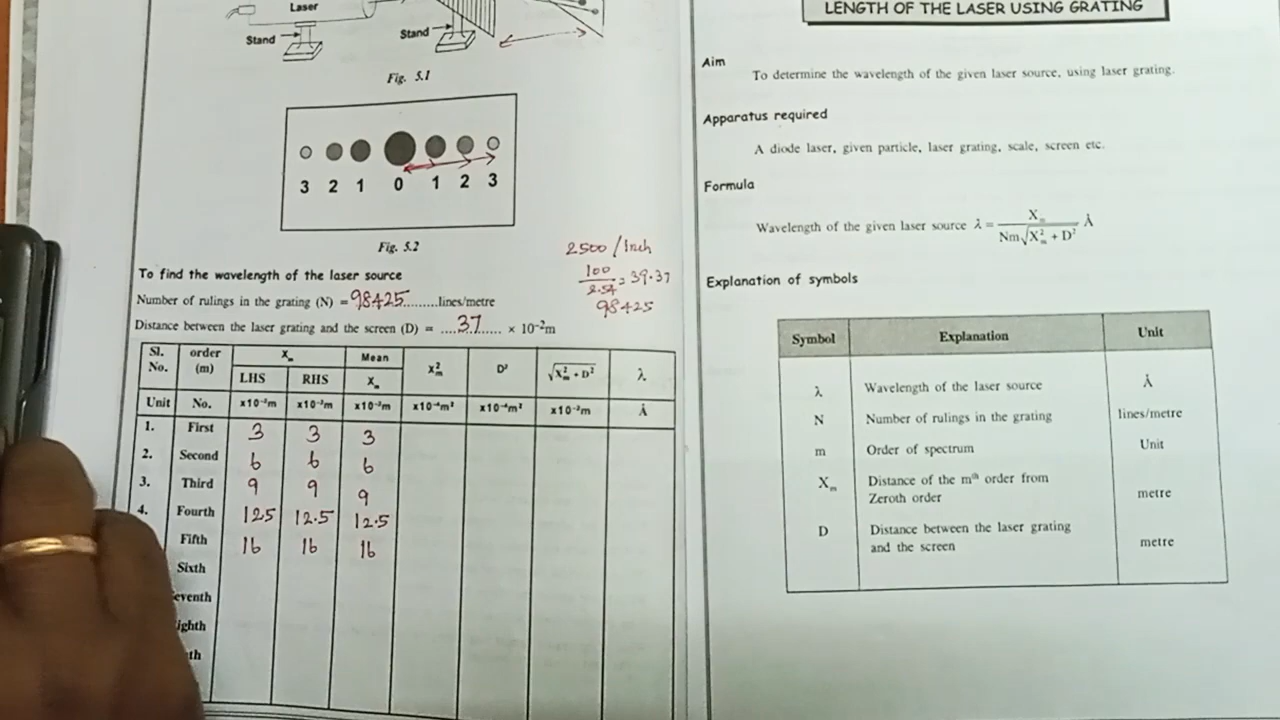 Laser
Stand
Stand
Fig. 5.1
3 2 1 0 1 2 3
Fig. 5.2
2500 / Inch
100
2.54 = 39.37
98425
To find the wavelength of the laser source
Number of rulings in the grating (N) = 98425.........lines/metre
Distance between the laser grating and the screen (D) = ....37...... × 10⁻²m
Sl. No. order (m) Xₘ Mean Xₘ X²ₘ D² √X²ₘ + D² λ
LHS RHS
Unit No. x10⁻²m x10⁻²m x10⁻²m x10⁻⁴m² x10⁻⁴m² x10⁻²m Å
1. First 3 3 3
2. Second 6 6 6
3. Third 9 9 9
4. Fourth 12.5 12.5 12.5
Fifth 16 16 16
Sixth
eventh
ighth
th
LENGTH OF THE LASER USING GRATING
Aim
To determine the wavelength of the given laser source, using laser grating.
Apparatus required
A diode laser, given particle, laser grating, scale, screen etc.
Formula
Wavelength of the given laser source λ = Xₘ / Nm√X²ₘ + D² Å
Explanation of symbols
Symbol Explanation Unit
λ Wavelength of the laser source Å
N Number of rulings in the grating lines/metre
m Order of spectrum Unit
Xₘ Distance of the mᵗʰ order from
Zeroth order metre
D Distance between the laser grating
and the screen metre